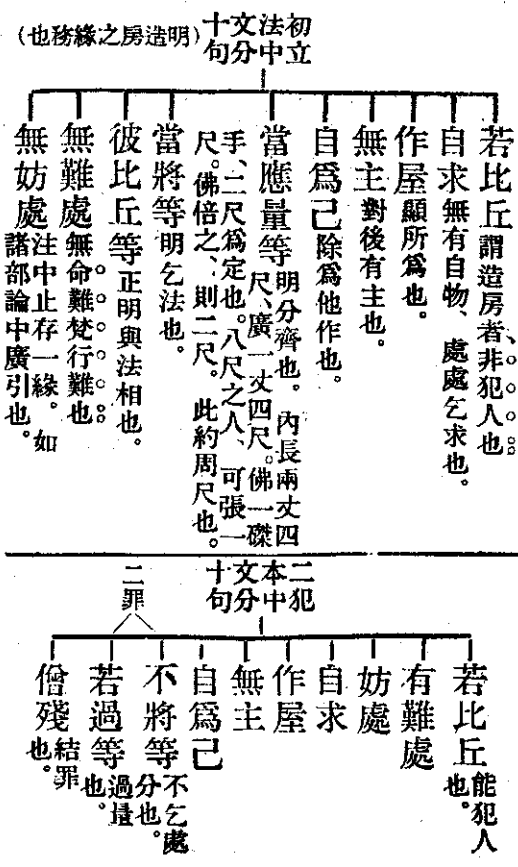 初立
法中
文分
十句
(明造房之緣務也)
若比丘謂造房者、非犯人也
自求無有自物、處處乞求也。
作屋顯所為也。
無主對後有主也。
自為己除為他作也。
當應量等明分齊也。內長兩丈四
尺、廣一丈四尺。佛一磔
手、二尺為定也。八尺之人、可張一
尺。佛倍之、則二尺。此約周尺也。
當將等明乞法也。
彼比丘等正明與法相也。
無難處無命難梵行難也
無妨處注中止存一緣。如
諸部論中廣引也。
二犯
本中
文分
十句
若比丘能犯人
也。
有難處
妨處
自求
作屋
無主
自為己
二罪
不將等不乞處
分也。
若過等過量
也。
僧殘結罪
也。